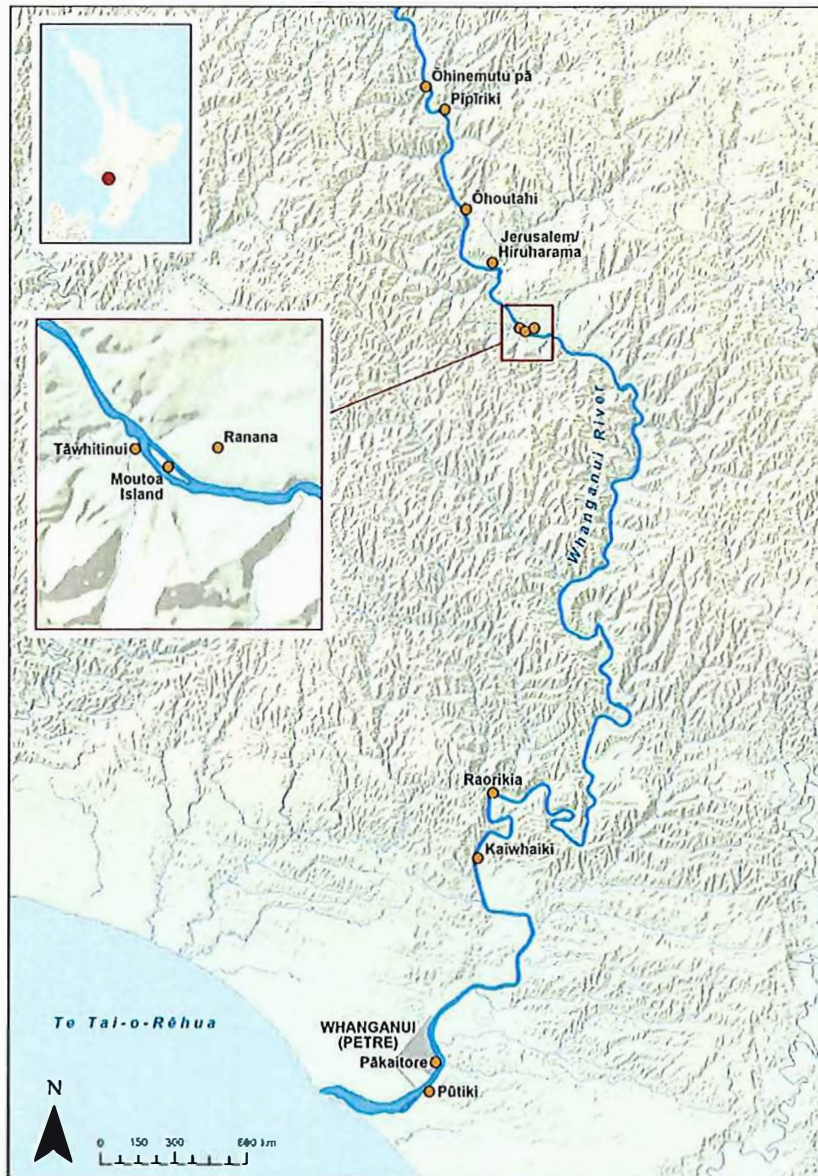 Ōhinemutu pā
Pīpīriki
Ōhoutahi
Jerusalem/
Hiruharama
Whanganui River
Tāwhitinui
Ranana
Moutoa
Island
Raorikia
Kaiwhaiki
Te Tai-o-Rēhua
WHANGANUI
(PETRE)
Pākaitore
Pūtiki
N
0 150 300 600 km